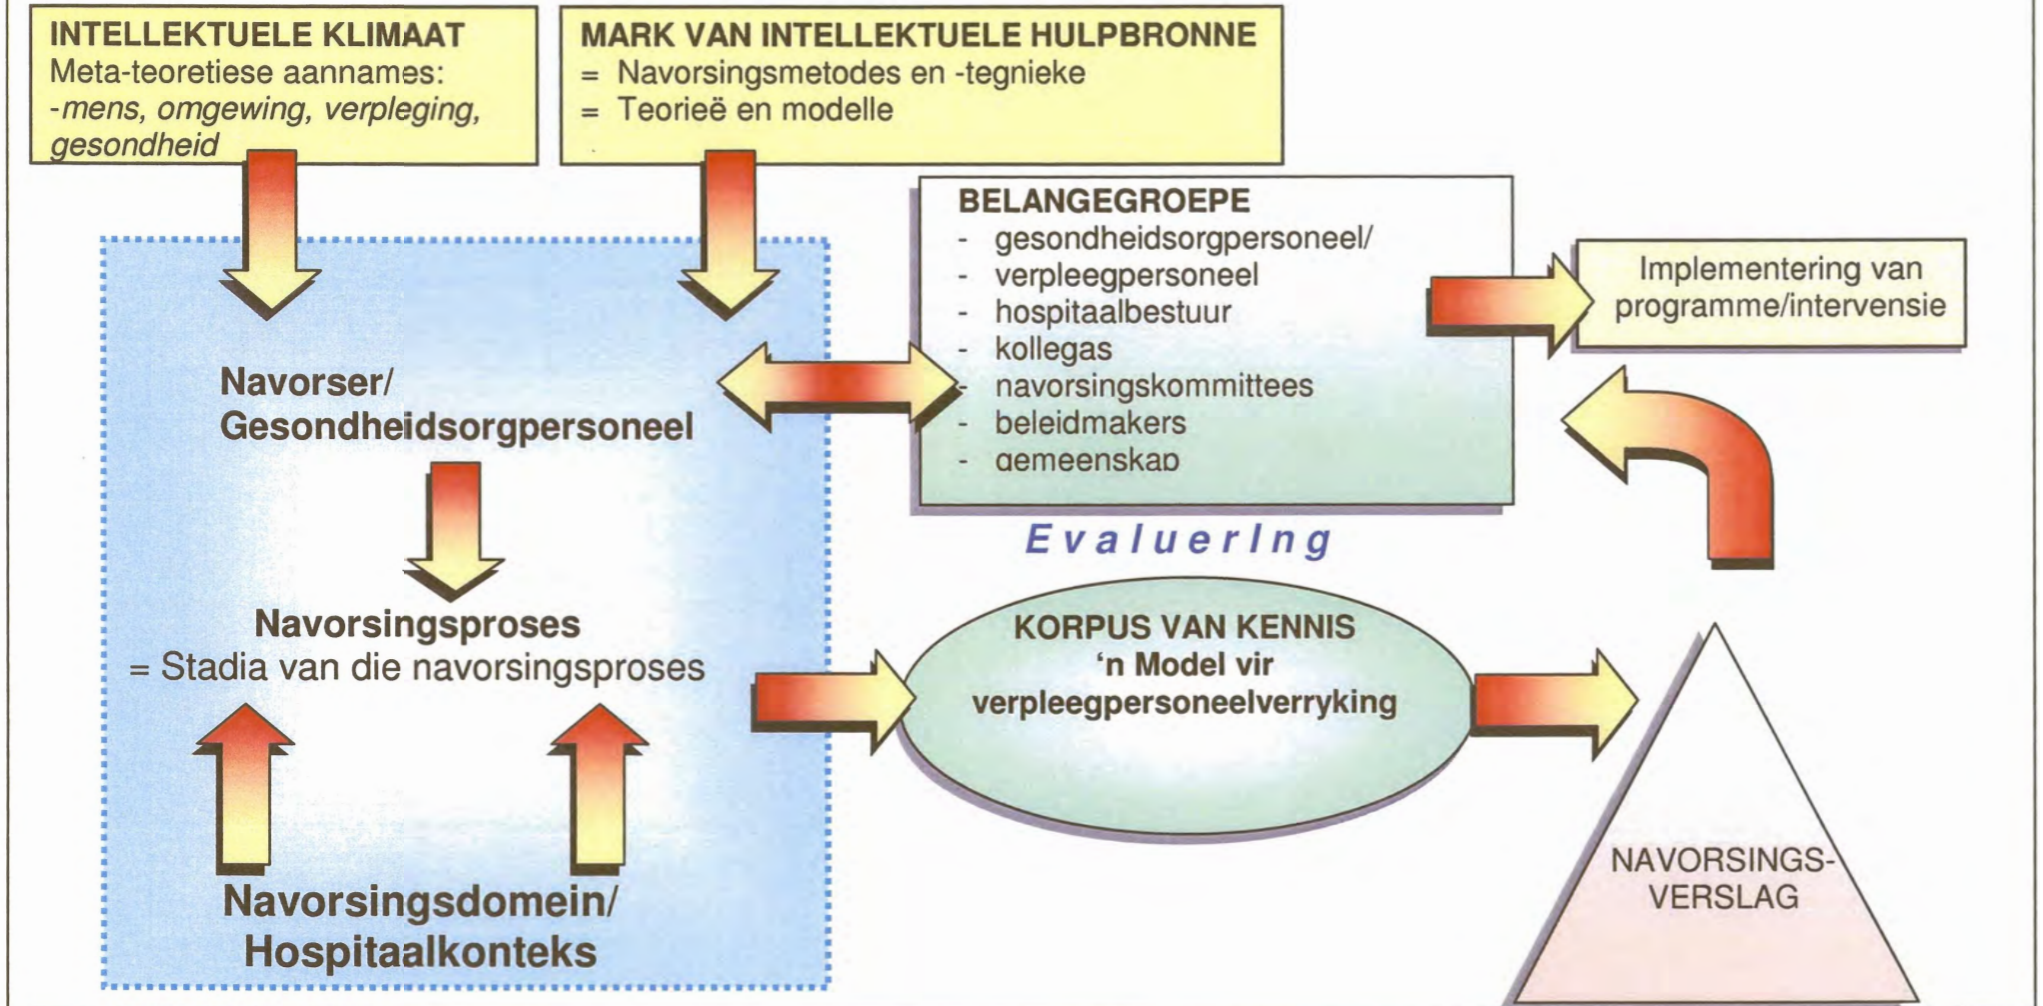 INTELLEKTUELE KLIMAAT
Meta-teoretiese aannames:
-mens, omgewing, verpleging,
gesondheid
MARK VAN INTELLEKTUELE HULPBRONNE
= Navorsingsmetodes en -tegnieke
= Teorieë en modelle
BELANGEGROEPE
- gesondheidsorgpersoneel/
- verpleegpersoneel
- hospitaalbestuur
- kollegas
- navorsingskommittees
- beleidmakers
- gemeenskap
Implementering van
programme/intervensie
Navorser/
Gesondheidsorgpersoneel
Evaluering
Navorsingsproses
= Stadia van die navorsingsproses
KORPUS VAN KENNIS
‘n Model vir
verpleegpersoneelverryking
NAVORSINGS-
VERSLAG
Navorsingsdomein/
Hospitaalkonteks